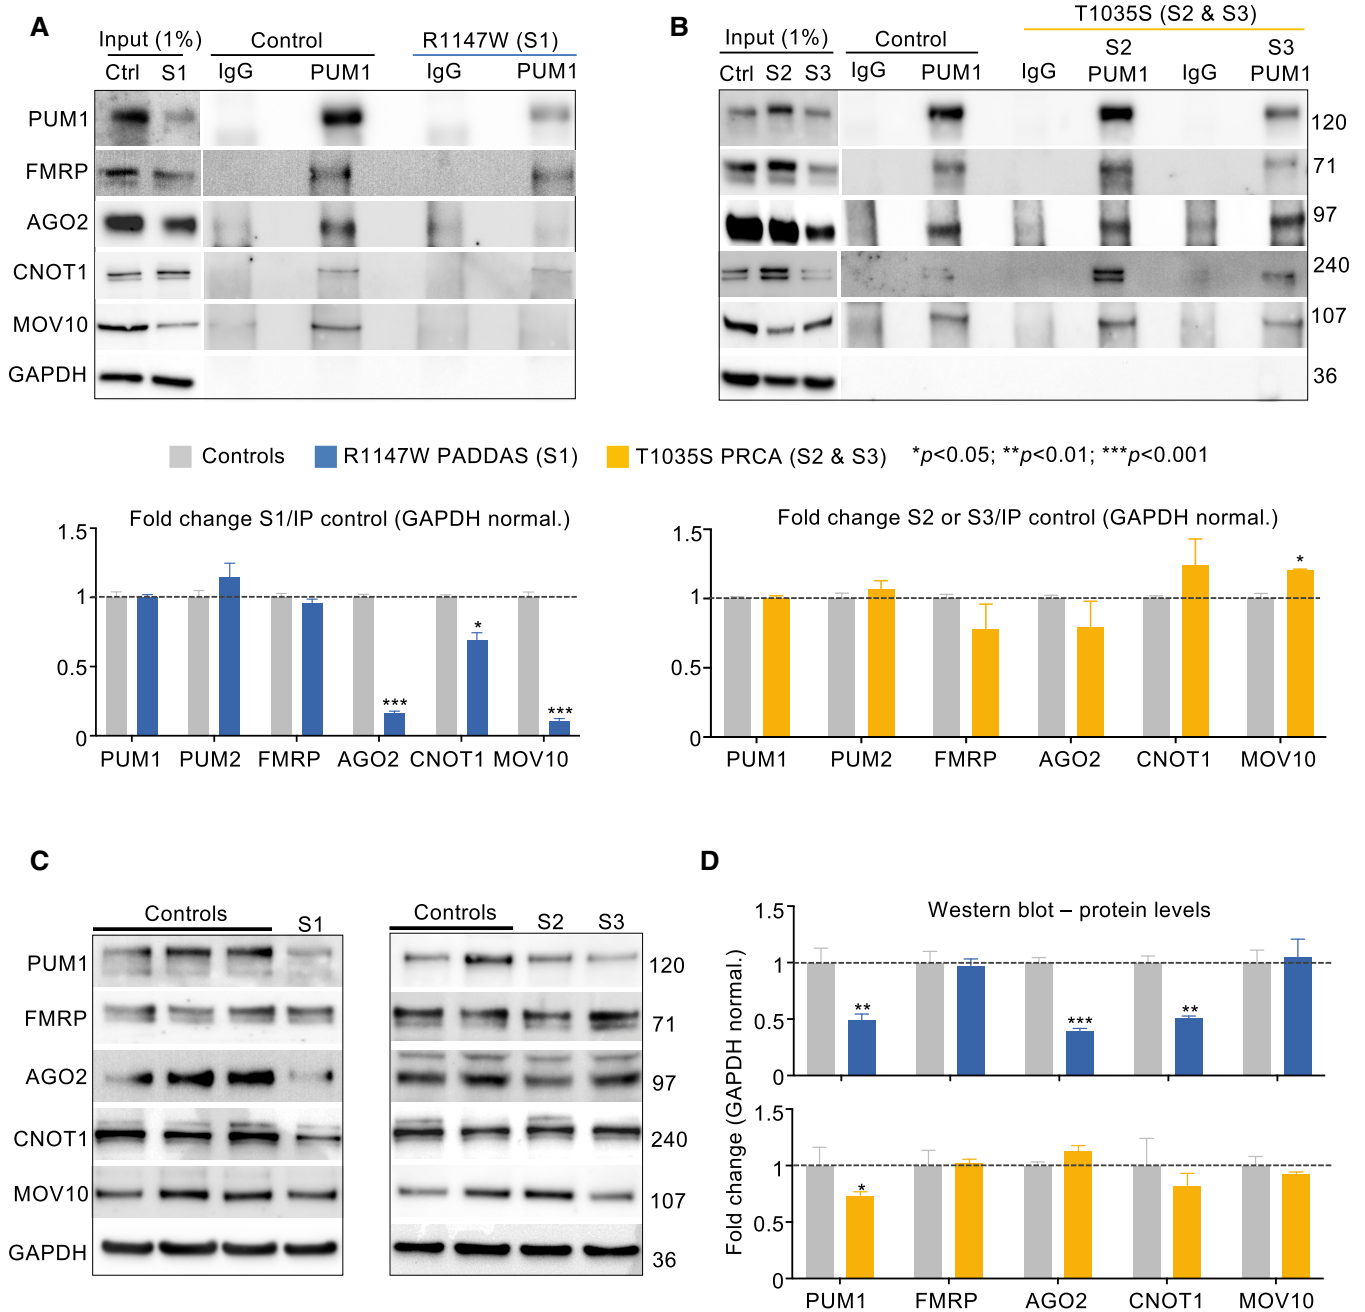 A
Input (1%)
Control
R1147W (S1)
Ctrl S1 IgG PUM1 IgG PUM1
PUM1
FMRP
AGO2
CNOT1
MOV10
GAPDH
B
T1035S (S2 & S3)
Input (1%)
Control
S2
S3
Ctrl S2 S3 IgG PUM1 IgG PUM1 IgG PUM1
120
71
97
240
107
36
Controls
R1147W PADDAS (S1)
T1035S PRCA (S2 & S3)
*p<0.05; **p<0.01; ***p<0.001
Fold change S1/IP control (GAPDH normal.)
1.5
1
0.5
0
*
***
***
PUM1 PUM2 FMRP AGO2 CNOT1 MOV10
Fold change S2 or S3/IP control (GAPDH normal.)
1.5
1
0.5
0
*
PUM1 PUM2 FMRP AGO2 CNOT1 MOV10
C
Controls S1
PUM1
FMRP
AGO2
CNOT1
MOV10
GAPDH
Controls S2 S3
120
71
97
240
107
36
D
Western blot – protein levels
Fold change (GAPDH normal.)
1.5
1
0.5
0
** *** **
1.5
1
0.5
0
*
PUM1 FMRP AGO2 CNOT1 MOV10